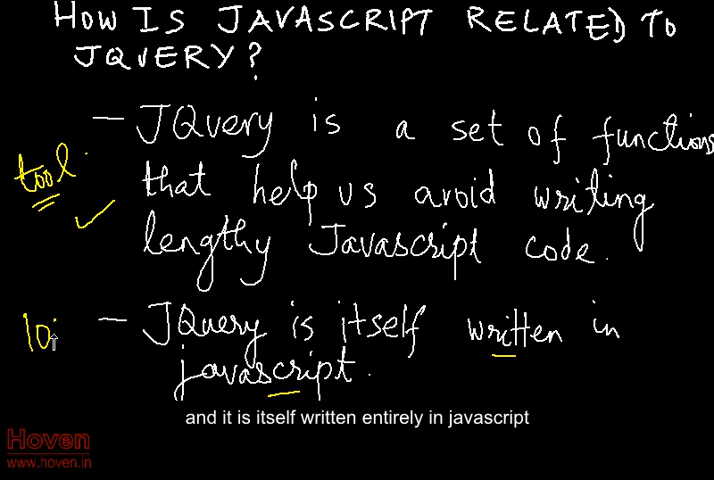 HOW IS JAVASCRIPT RELATED TO
JQUERY?
— JQuery is a set of functions
tool.
that help us avoid writing
lengthy Javascript code.
10
— JQuery is itself written in
javascript.
and it is itself written entirely in javascript
Hoven
www.hoven.in